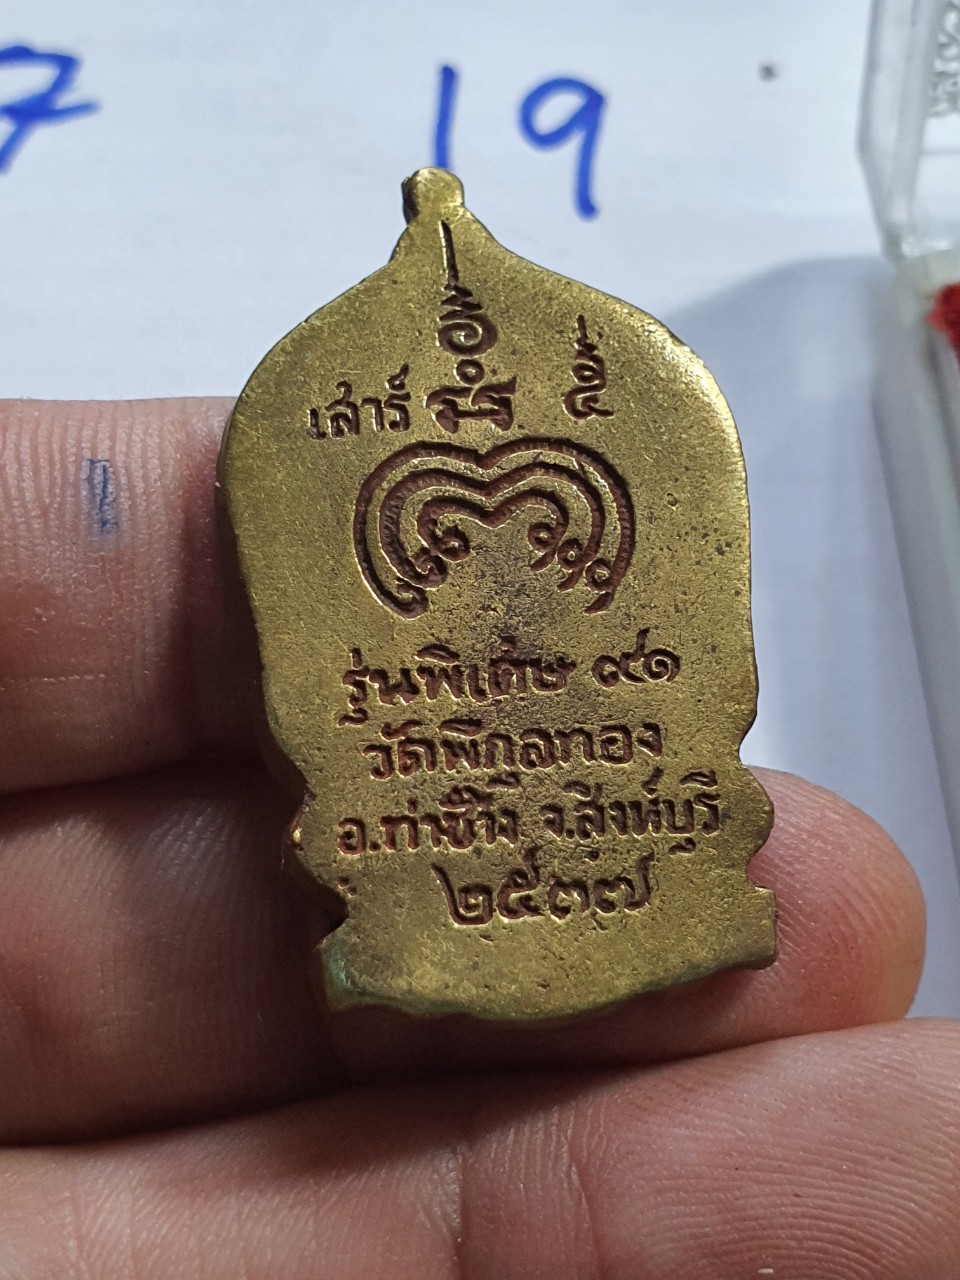 7 19
เสาร์ ๕
รุ่นพิเศษ ๙๑
วัดพิกุลทอง
อ.ท่าช้าง จ.สิงห์บุรี
๒๕๓๗